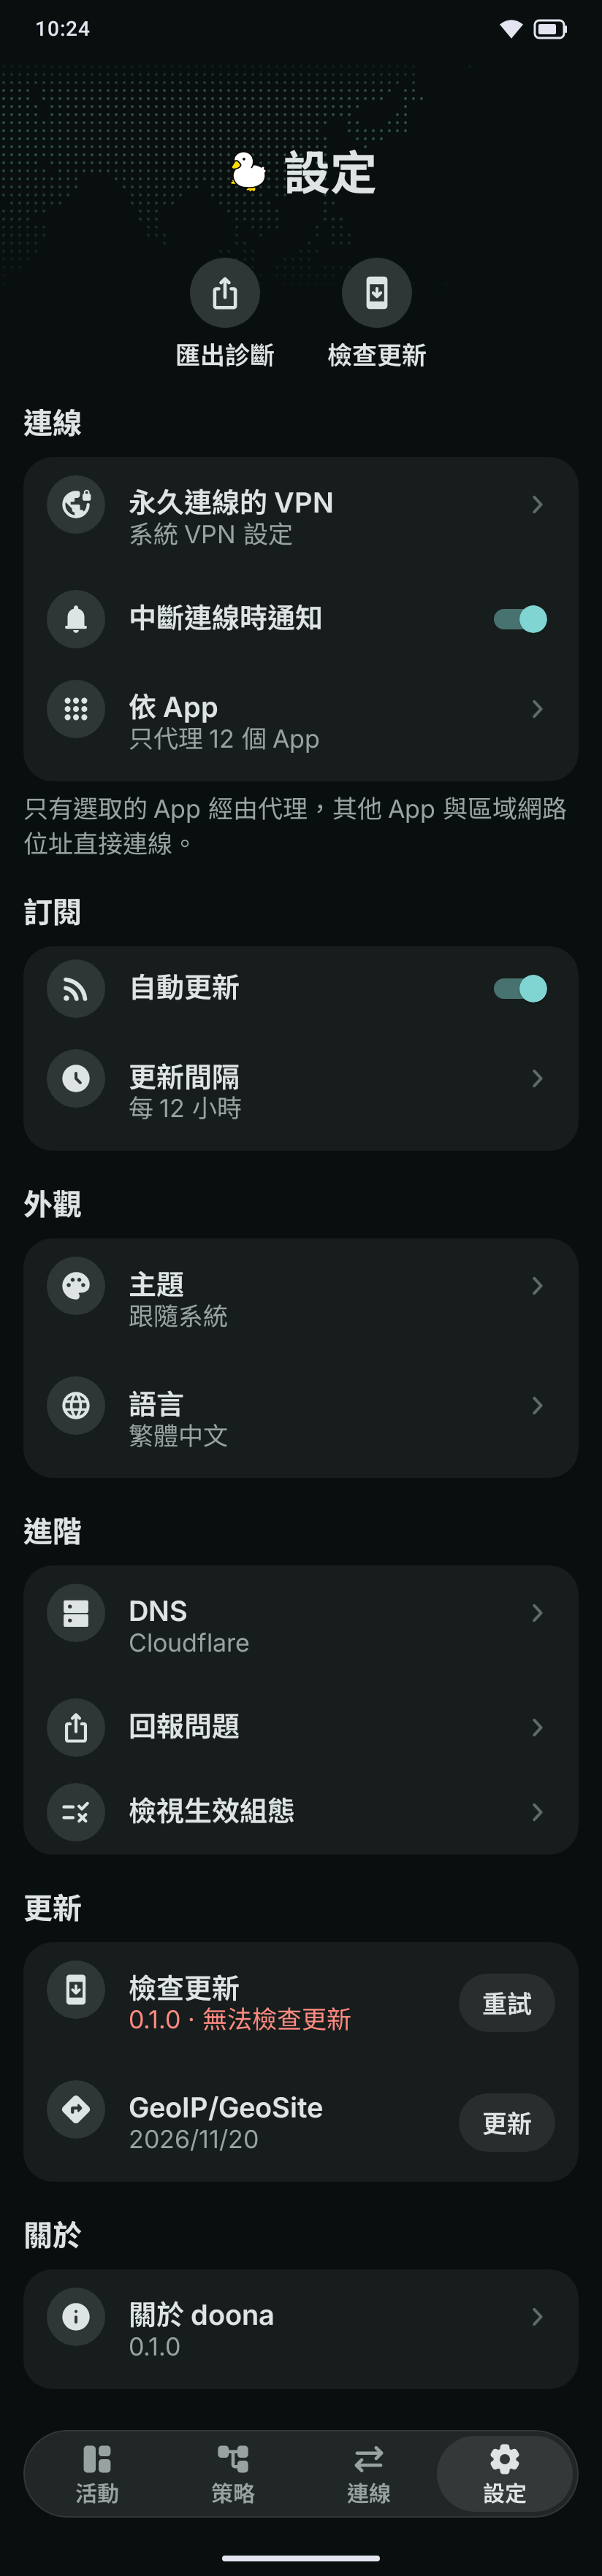 10:24
設定
匯出診斷
檢查更新
連線
永久連線的 VPN
系統 VPN 設定
中斷連線時通知
依 App
只代理 12 個 App
只有選取的 App 經由代理，其他 App 與區域網路
位址直接連線。
訂閱
自動更新
更新間隔
每 12 小時
外觀
主題
跟隨系統
語言
繁體中文
進階
DNS
Cloudflare
回報問題
檢視生效組態
更新
檢查更新
0.1.0 · 無法檢查更新
重試
GeoIP/GeoSite
2026/11/20
更新
關於
關於 doona
0.1.0
活動
策略
連線
設定